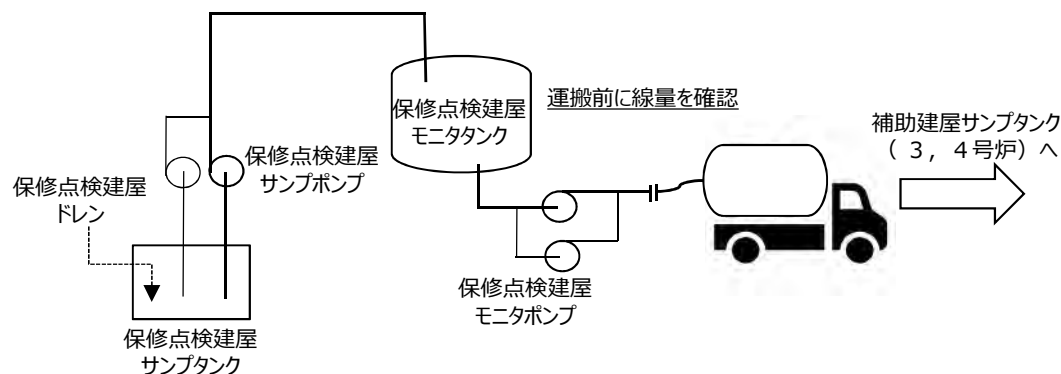 保修点検建屋
ドレン
保修点検建屋
サンプタンク
保修点検建屋
サンプポンプ
保修点検建屋
モニタタンク
運搬前に線量を確認
保修点検建屋
モニタポンプ
補助建屋サンプタンク
（３，４号炉）へ